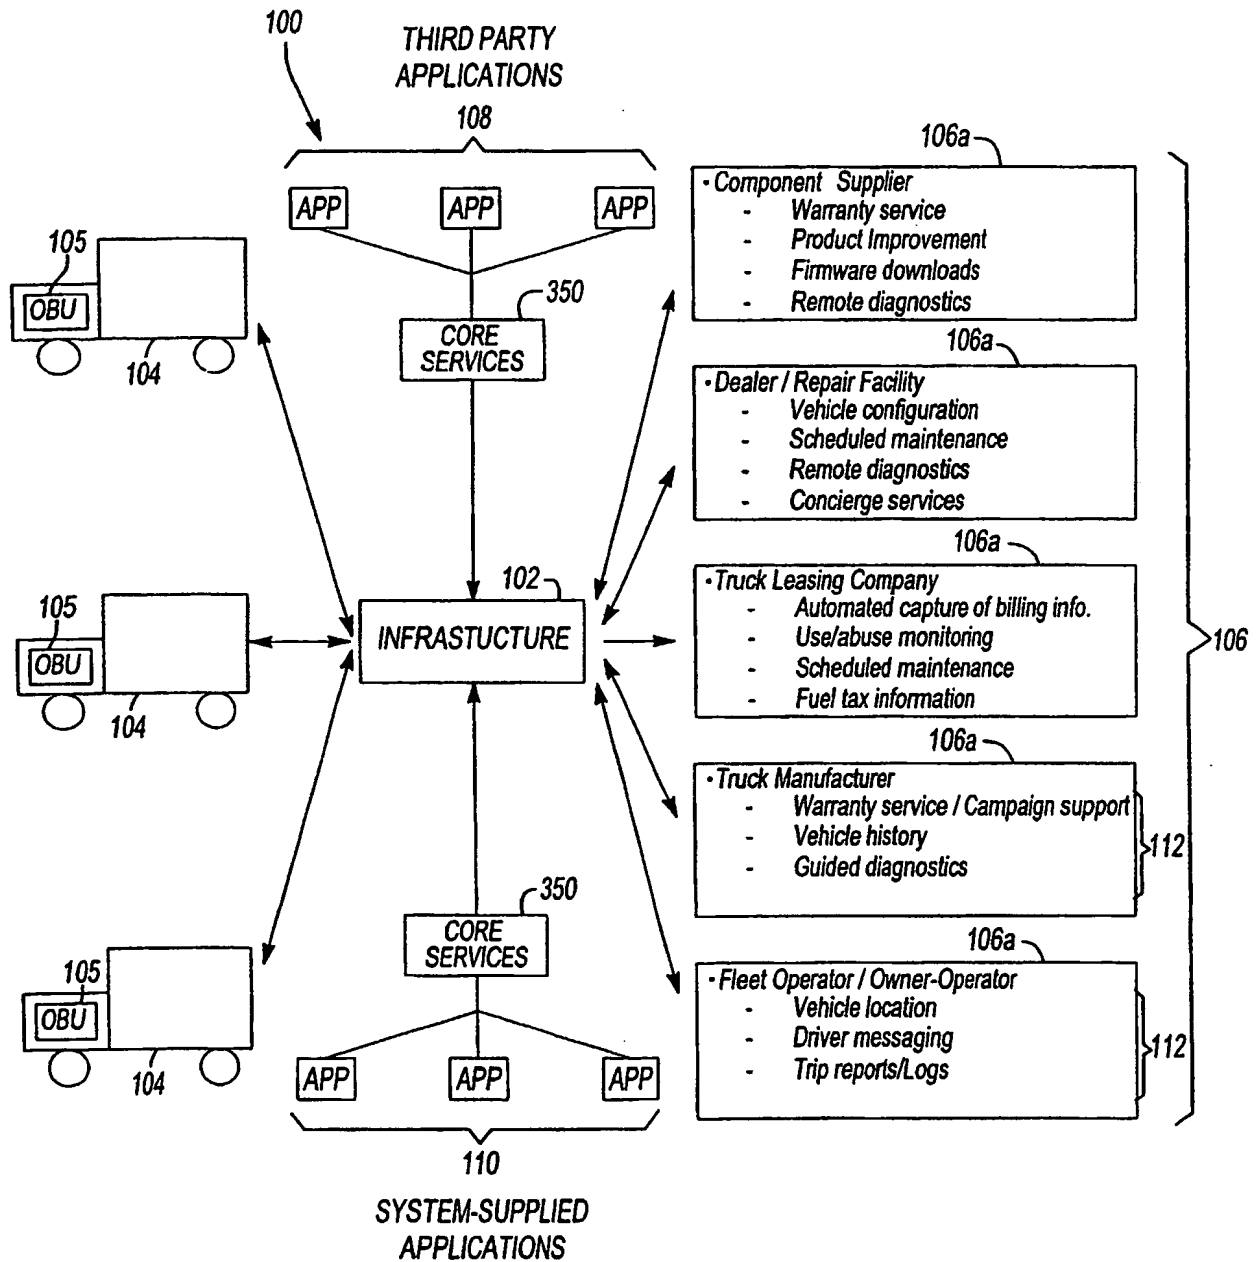 100
THIRD PARTY
APPLICATIONS
108
APP APP APP
350
CORE
SERVICES
105
OBU
104
105
OBU
104
105
OBU
104
102
INFRASTUCTURE
350
CORE
SERVICES
APP APP APP
110
SYSTEM-SUPPLIED
APPLICATIONS
106a
· Component Supplier
- Warranty service
- Product Improvement
- Firmware downloads
- Remote diagnostics
106a
· Dealer / Repair Facility
- Vehicle configuration
- Scheduled maintenance
- Remote diagnostics
- Concierge services
106a
· Truck Leasing Company
- Automated capture of billing info.
- Use/abuse monitoring
- Scheduled maintenance
- Fuel tax information
106a
· Truck Manufacturer
- Warranty service / Campaign support
- Vehicle history
- Guided diagnostics
112
106a
· Fleet Operator / Owner-Operator
- Vehicle location
- Driver messaging
- Trip reports/Logs
112
106